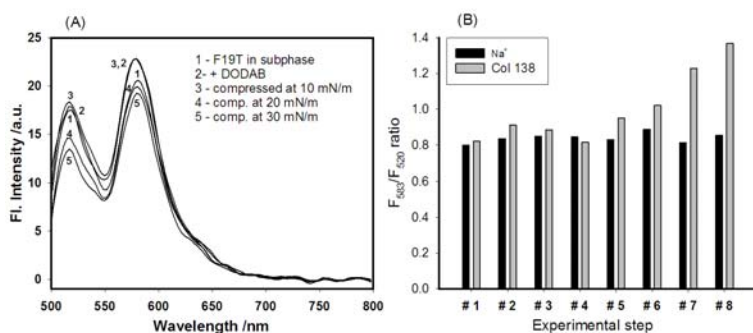 (A)
Fl. Intensity /a.u.
25
20
15
10
5
0
3
2
1
4
5
3,2
4
1
5
1 - F19T in subphase
2- + DODAB
3 - compressed at 10 mN/m
4 - comp. at 20 mN/m
5 - comp. at 30 mN/m
500 550 600 650 700 750 800
Wavelength /nm
(B)
F583/F520 ratio
1.4
1.2
1.0
0.8
0.6
0.4
0.2
0.0
Na+
Col 138
# 1 # 2 # 3 # 4 # 5 # 6 # 7 # 8
Experimental step